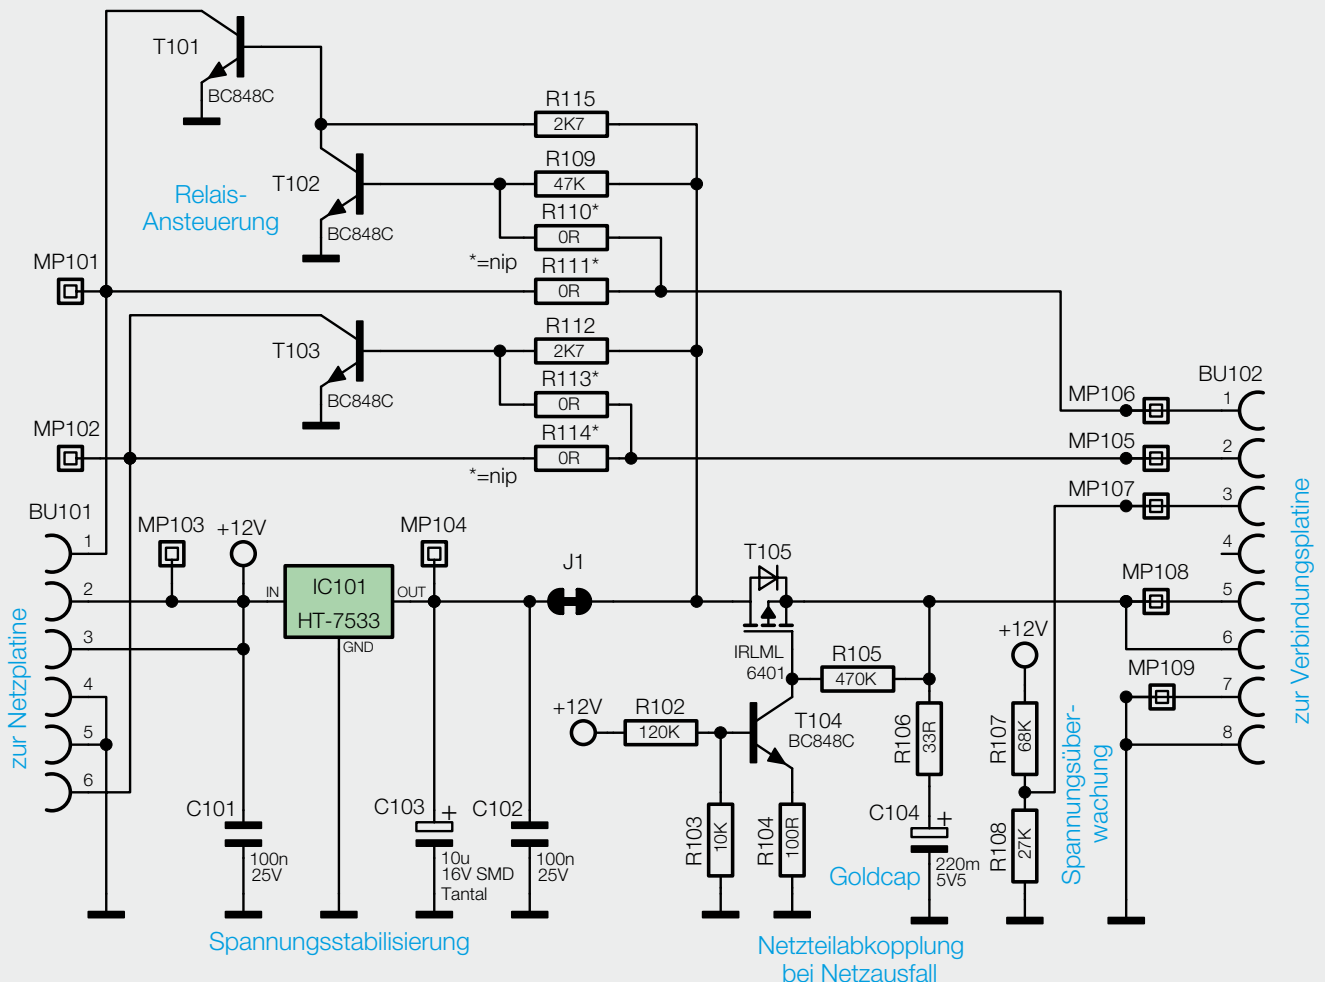 T101
BC848C
R115
2K7
R109
47K
T102
Relais-
Ansteuerung
BC848C
R110*
0R
*=nip
R111*
0R
MP101
R112
2K7
T103
BC848C
R113*
0R
MP102
R114*
0R
*=nip
MP106
BU102
1
MP105
2
MP107
3
4
MP108
5
6
MP109
7
8
zur Verbindungsplatine
BU101
1
2
3
4
5
6
zur Netzplatine
MP103
+12V
MP104
IN
IC101
HT-7533
OUT
GND
J1
T105
IRLML
6401
R105
470K
+12V
R102
120K
T104
BC848C
R106
33R
+12V
R107
68K
Spannungsüber-
wachung
C101
100n
25V
C103
+
10u
16V SMD
Tantal
C102
100n
25V
R103
10K
R104
100R
C104
+
220m
5V5
Goldcap
R108
27K
Spannungsstabilisierung
Netzteilabkopplung
bei Netzausfall